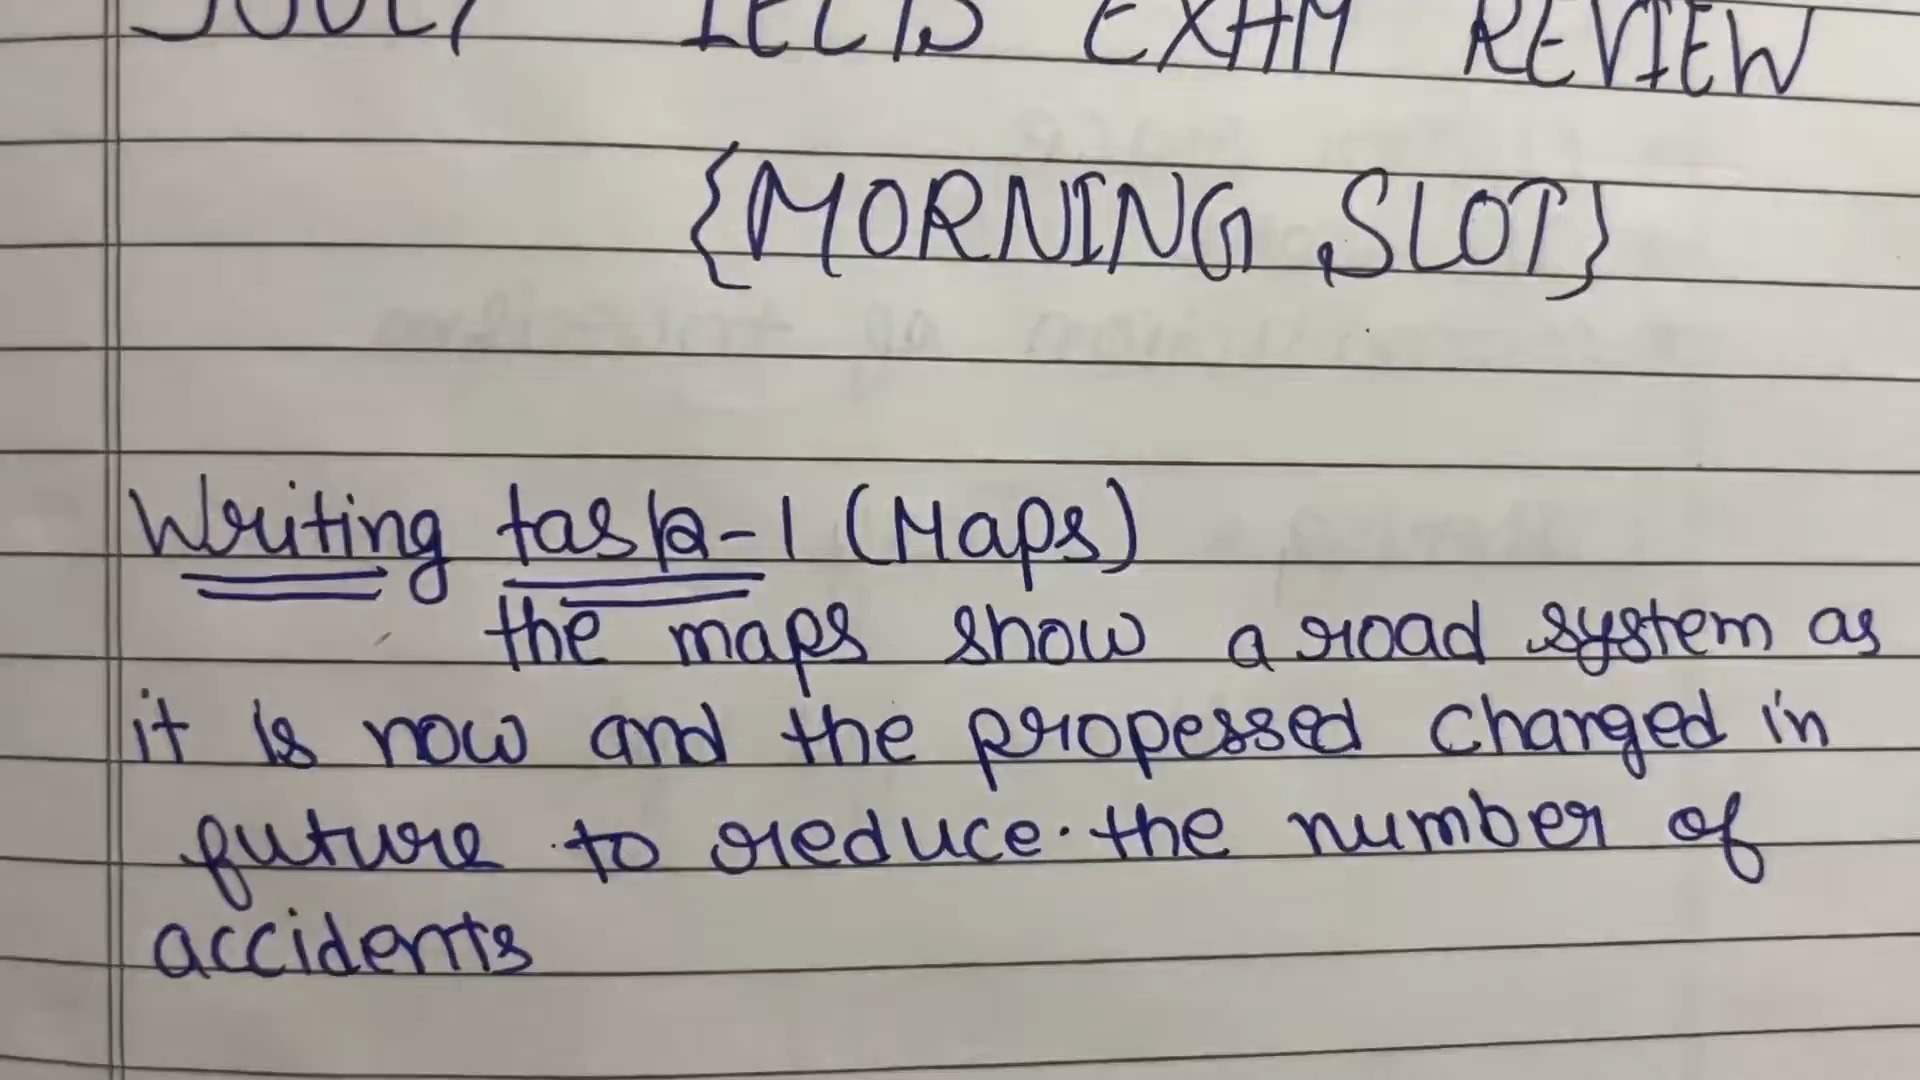 JULY IELTS EXAM REVIEW
{MORNING SLOT}
Writing task-1 (Maps)
the maps show a road system as
it is now and the propessed changed in
future to reduce the number of
accidents